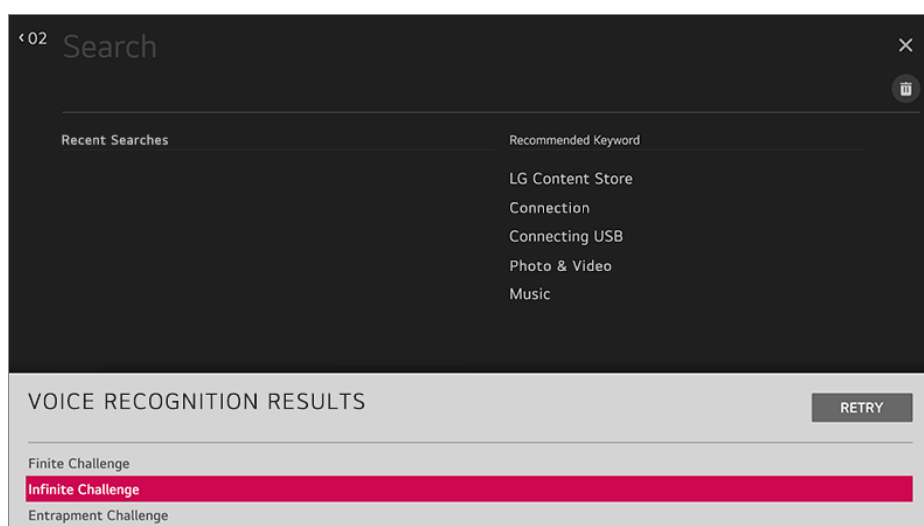 ‹02
Search
Recent Searches
Recommended Keyword
LG Content Store
Connection
Connecting USB
Photo & Video
Music
VOICE RECOGNITION RESULTS
RETRY
Finite Challenge
Infinite Challenge
Entrapment Challenge